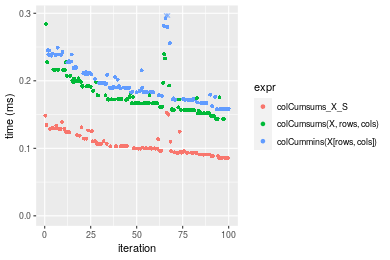 0.3
0.2
0.1
0.0
time (ms)
0
25
50
75
100
iteration
expr
colCumsums_X_S
colCumsums(X, rows, cols)
colCummins(X[rows, cols])